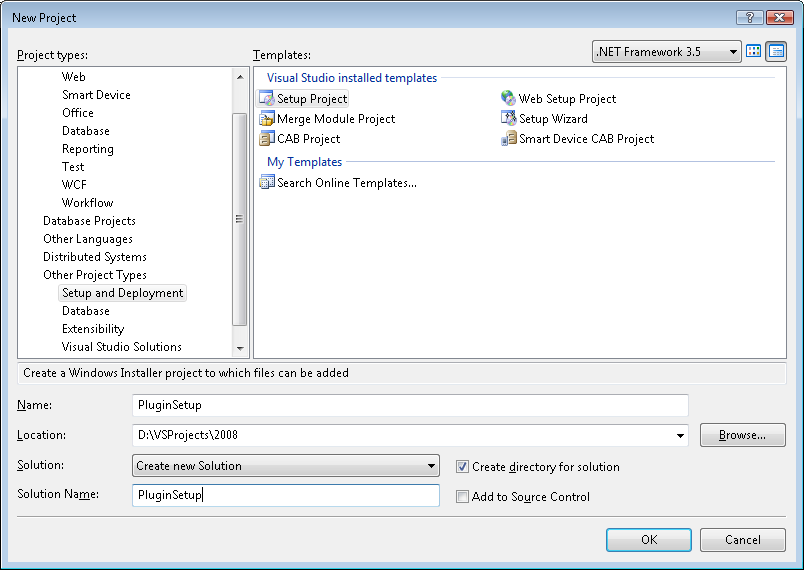 New Project
Project types:
Templates:
.NET Framework 3.5
Web
Smart Device
Office
Database
Reporting
Test
WCF
Workflow
Database Projects
Other Languages
Distributed Systems
Other Project Types
Setup and Deployment
Database
Extensibility
Visual Studio Solutions
Visual Studio installed templates
Setup Project
Web Setup Project
Merge Module Project
Setup Wizard
CAB Project
Smart Device CAB Project
My Templates
Search Online Templates...
Create a Windows Installer project to which files can be added
Name:
PluginSetup
Location:
D:\VSProjects\2008
Browse...
Solution:
Create new Solution
Create directory for solution
Solution Name:
PluginSetup
Add to Source Control
OK
Cancel